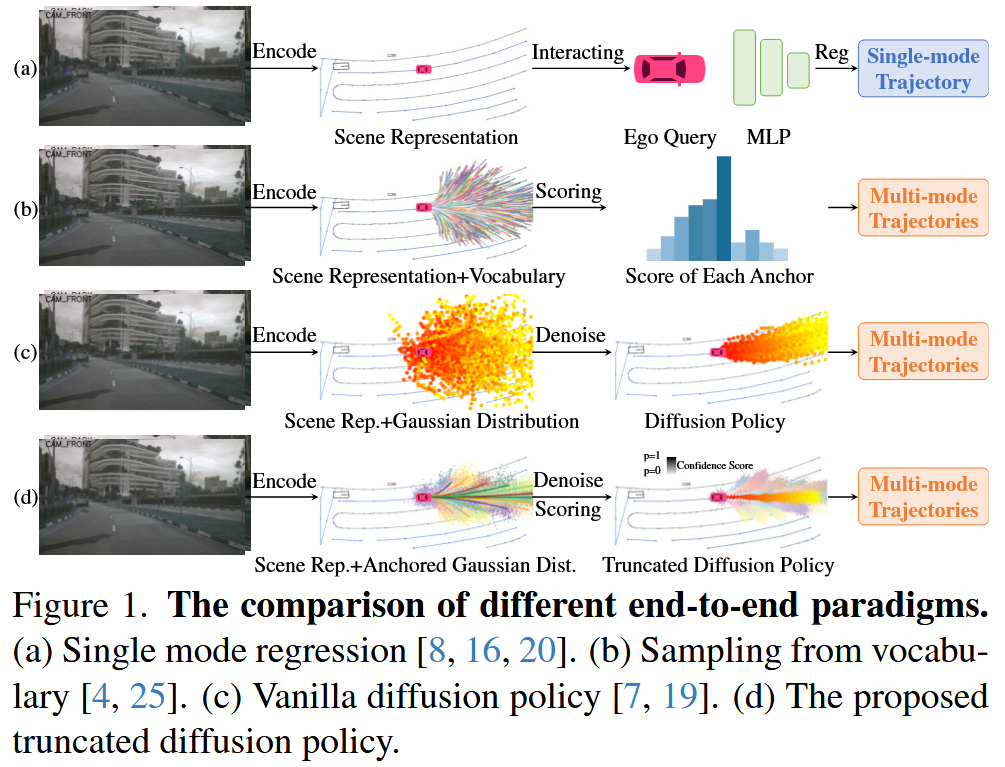 CAM_BACK
CAM_FRONT
(a)
Encode
Scene Representation
Interacting
Ego Query
MLP
Reg
Single-mode
Trajectory
CAM_FRONT
(b)
Encode
Scene Representation+Vocabulary
Scoring
Score of Each Anchor
Multi-mode
Trajectories
CAM_FRONT
(c)
Encode
Scene Rep.+Gaussian Distribution
Denoise
Diffusion Policy
Multi-mode
Trajectories
CAM_FRONT
(d)
Encode
Scene Rep.+Anchored Gaussian Dist.
Denoise
Scoring
p=1
p=0
Confidence Score
Truncated Diffusion Policy
Multi-mode
Trajectories
Figure 1. The comparison of different end-to-end paradigms.
(a) Single mode regression [8, 16, 20]. (b) Sampling from vocabu-
lary [4, 25]. (c) Vanilla diffusion policy [7, 19]. (d) The proposed
truncated diffusion policy.